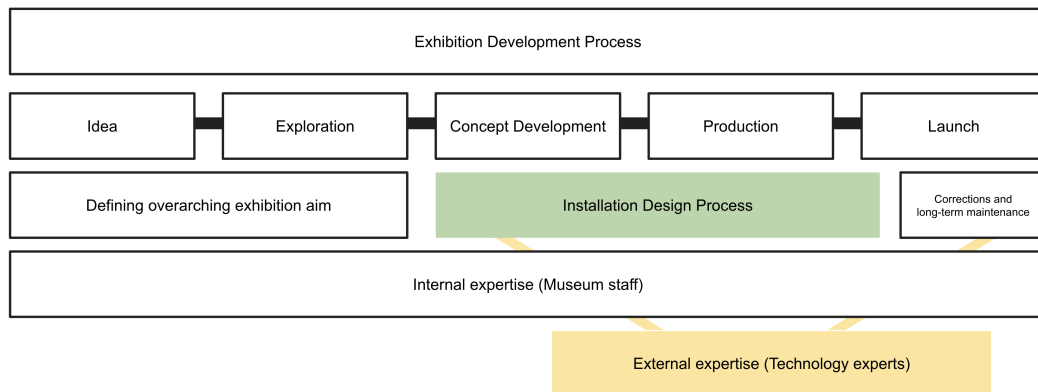 Exhibition Development Process
Idea
Exploration
Concept Development
Production
Launch
Defining overarching exhibition aim
Installation Design Process
Corrections and
long-term maintenance
Internal expertise (Museum staff)
External expertise (Technology experts)